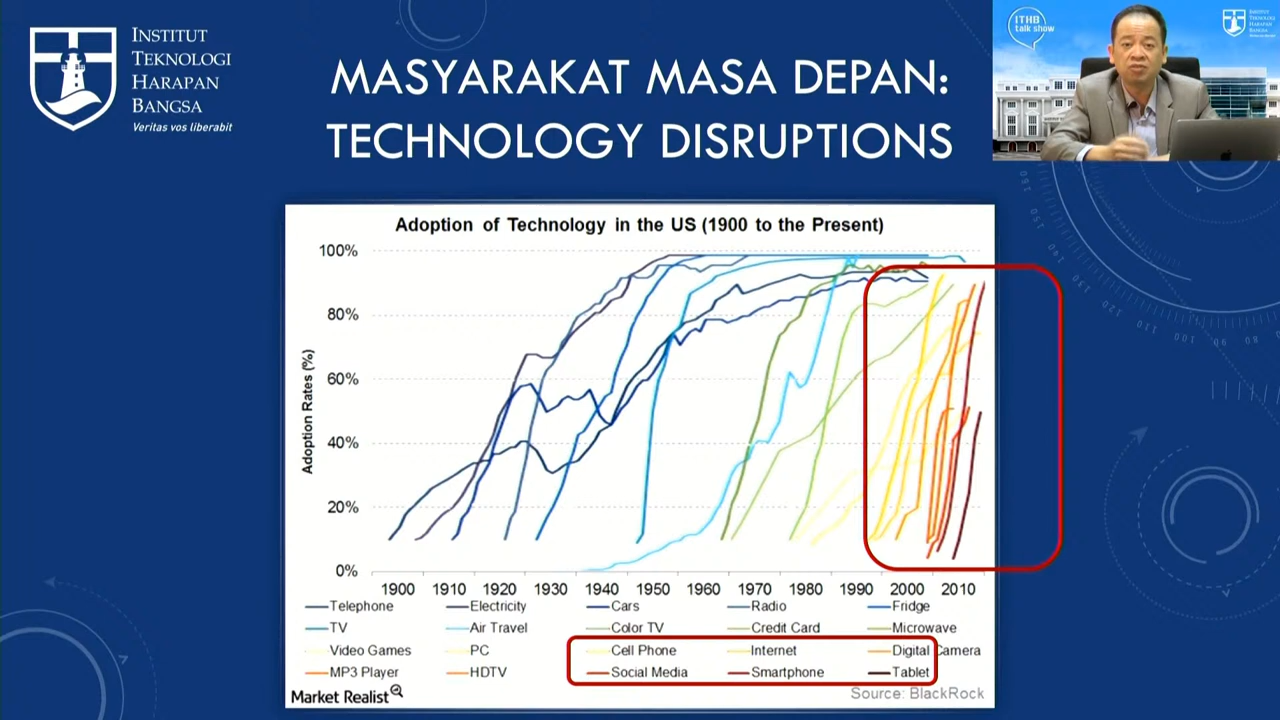 INSTITUT
TEKNOLOGI
HARAPAN
BANGSA
Veritas vos liberabit
MASYARAKAT MASA DEPAN:
TECHNOLOGY DISRUPTIONS
ITHB
talk show
INSTITUT
TEKNOLOGI
HARAPAN
BANGSA
Adoption of Technology in the US (1900 to the Present)
Adoption Rates (%)
100%
80%
60%
40%
20%
0%
1900 1910 1920 1930 1940 1950 1960 1970 1980 1990 2000 2010
Telephone Electricity Cars Radio Fridge
TV Air Travel Color TV Credit Card Microwave
Video Games PC Cell Phone Internet Digital Camera
MP3 Player HDTV Social Media Smartphone Tablet
Market Realist
Source: BlackRock